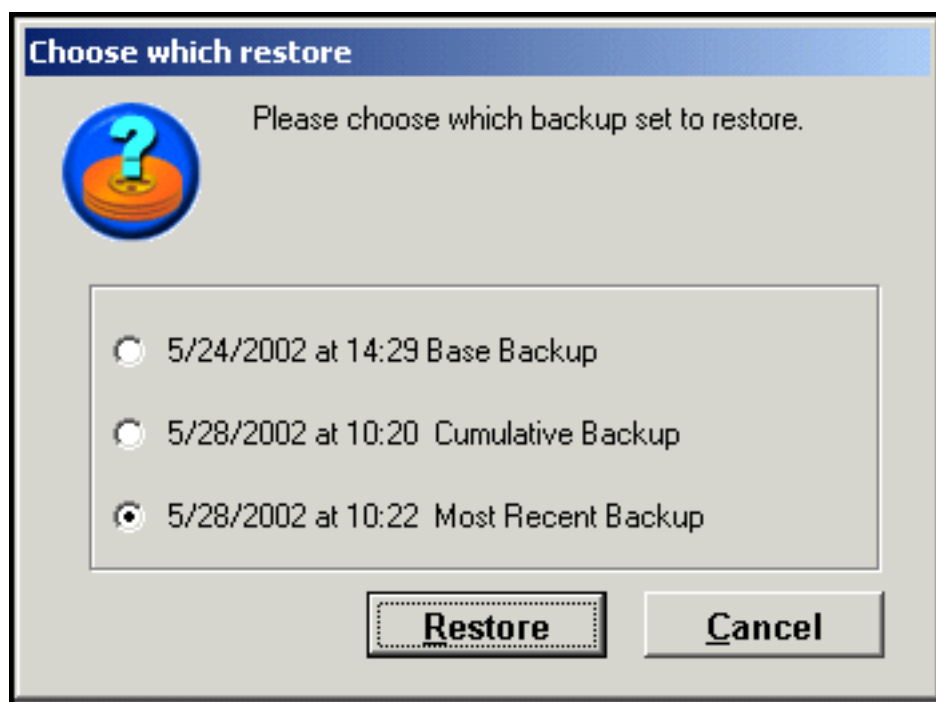 Choose which restore
Please choose which backup set to restore.
5/24/2002 at 14:29 Base Backup
5/28/2002 at 10:20 Cumulative Backup
5/28/2002 at 10:22 Most Recent Backup
Restore Cancel